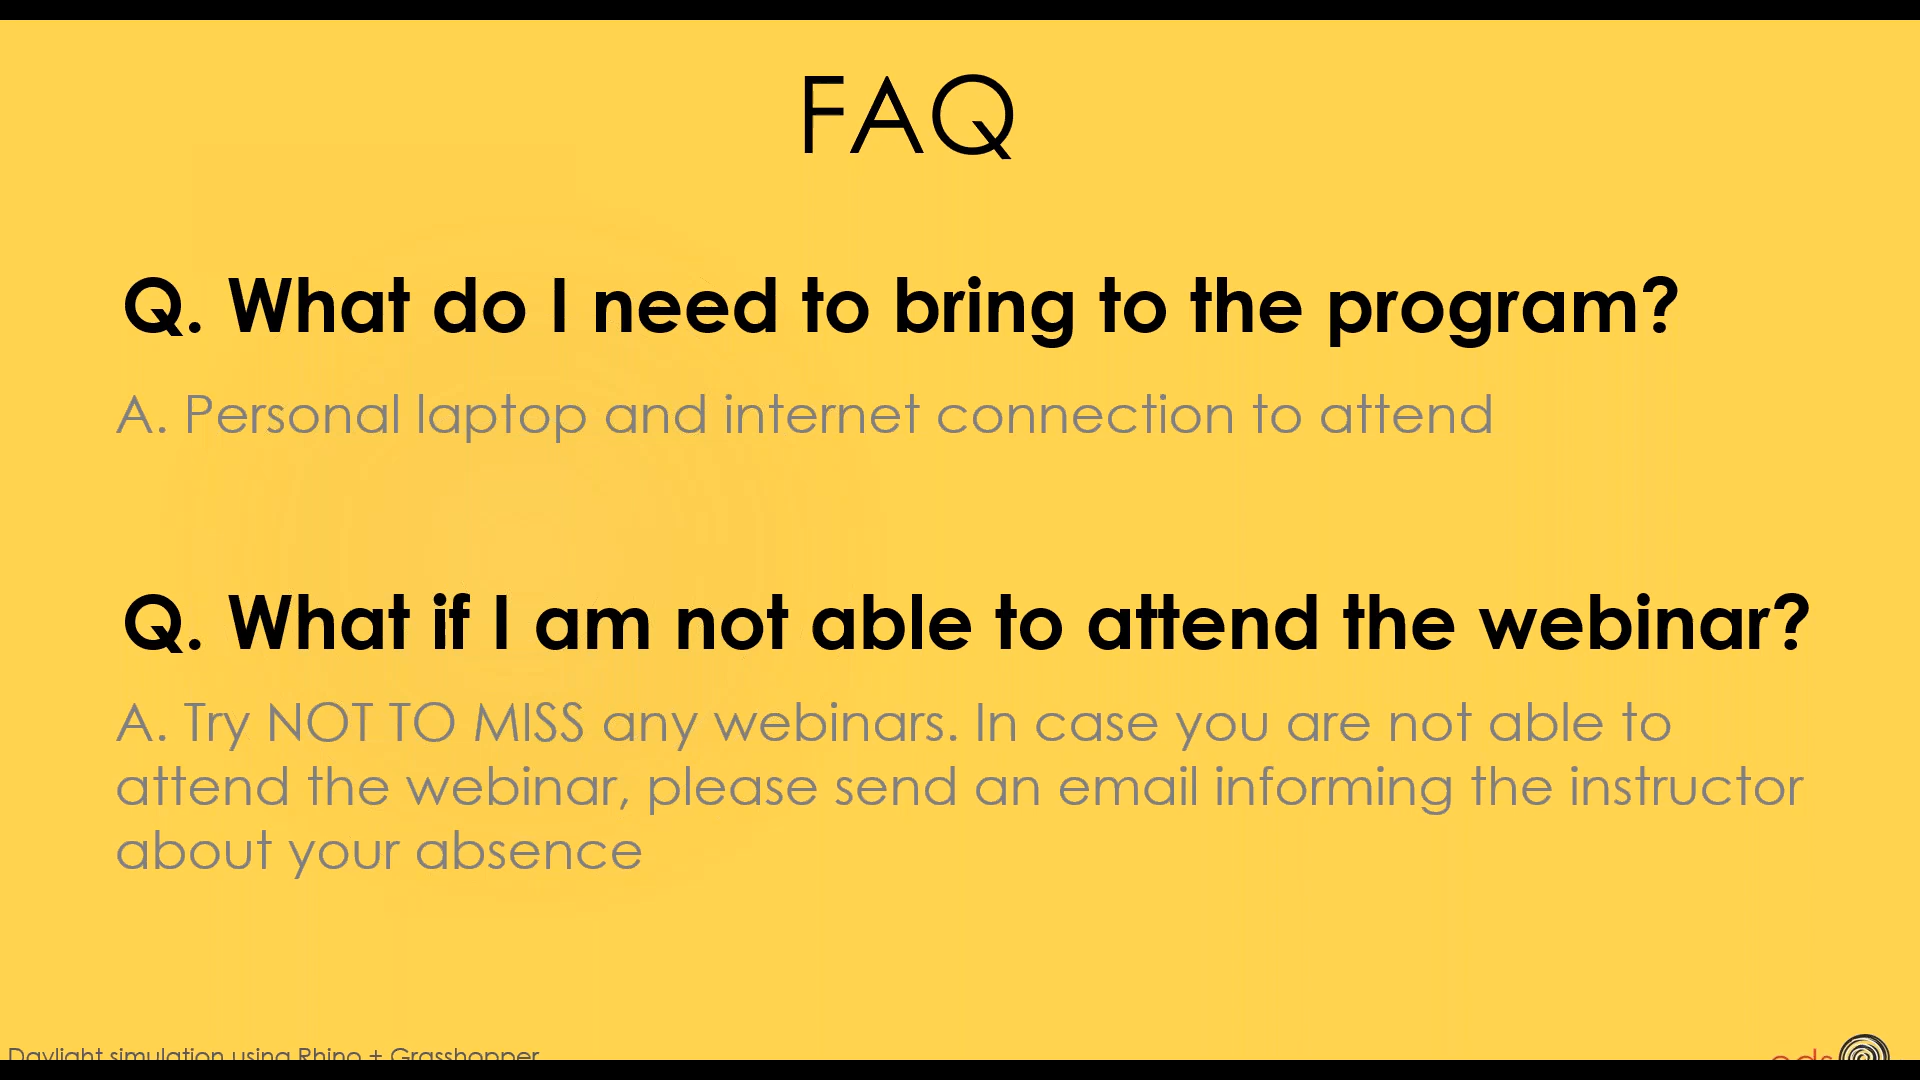 FAQ
Q. What do I need to bring to the program?
A. Personal laptop and internet connection to attend
Q. What if I am not able to attend the webinar?
A. Try NOT TO MISS any webinars. In case you are not able to
attend the webinar, please send an email informing the instructor
about your absence
Daylight simulation using Rhino + Grasshopper
eds